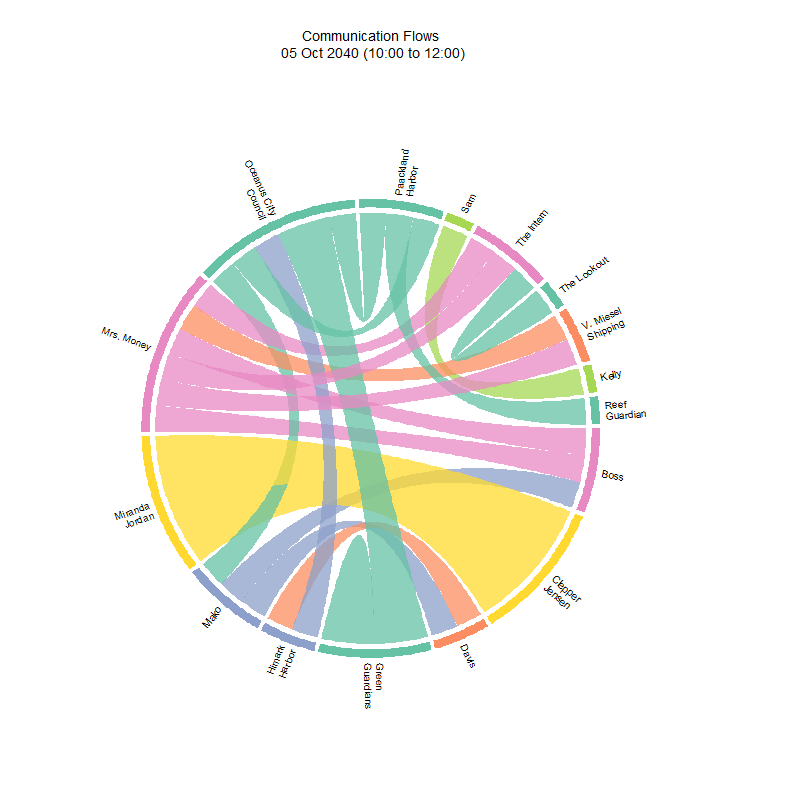 Communication Flows
05 Oct 2040 (10:00 to 12:00)
Oceanus City
Council
Paackland
Harbor
Sam
The Intern
The Lookout
V. Miesel
Shipping
Kelly
Reef
Guardian
Boss
Clepper
Jensen
Davis
Green
Guardians
Himark
Harbor
Mako
Miranda
Jordan
Mrs. Money